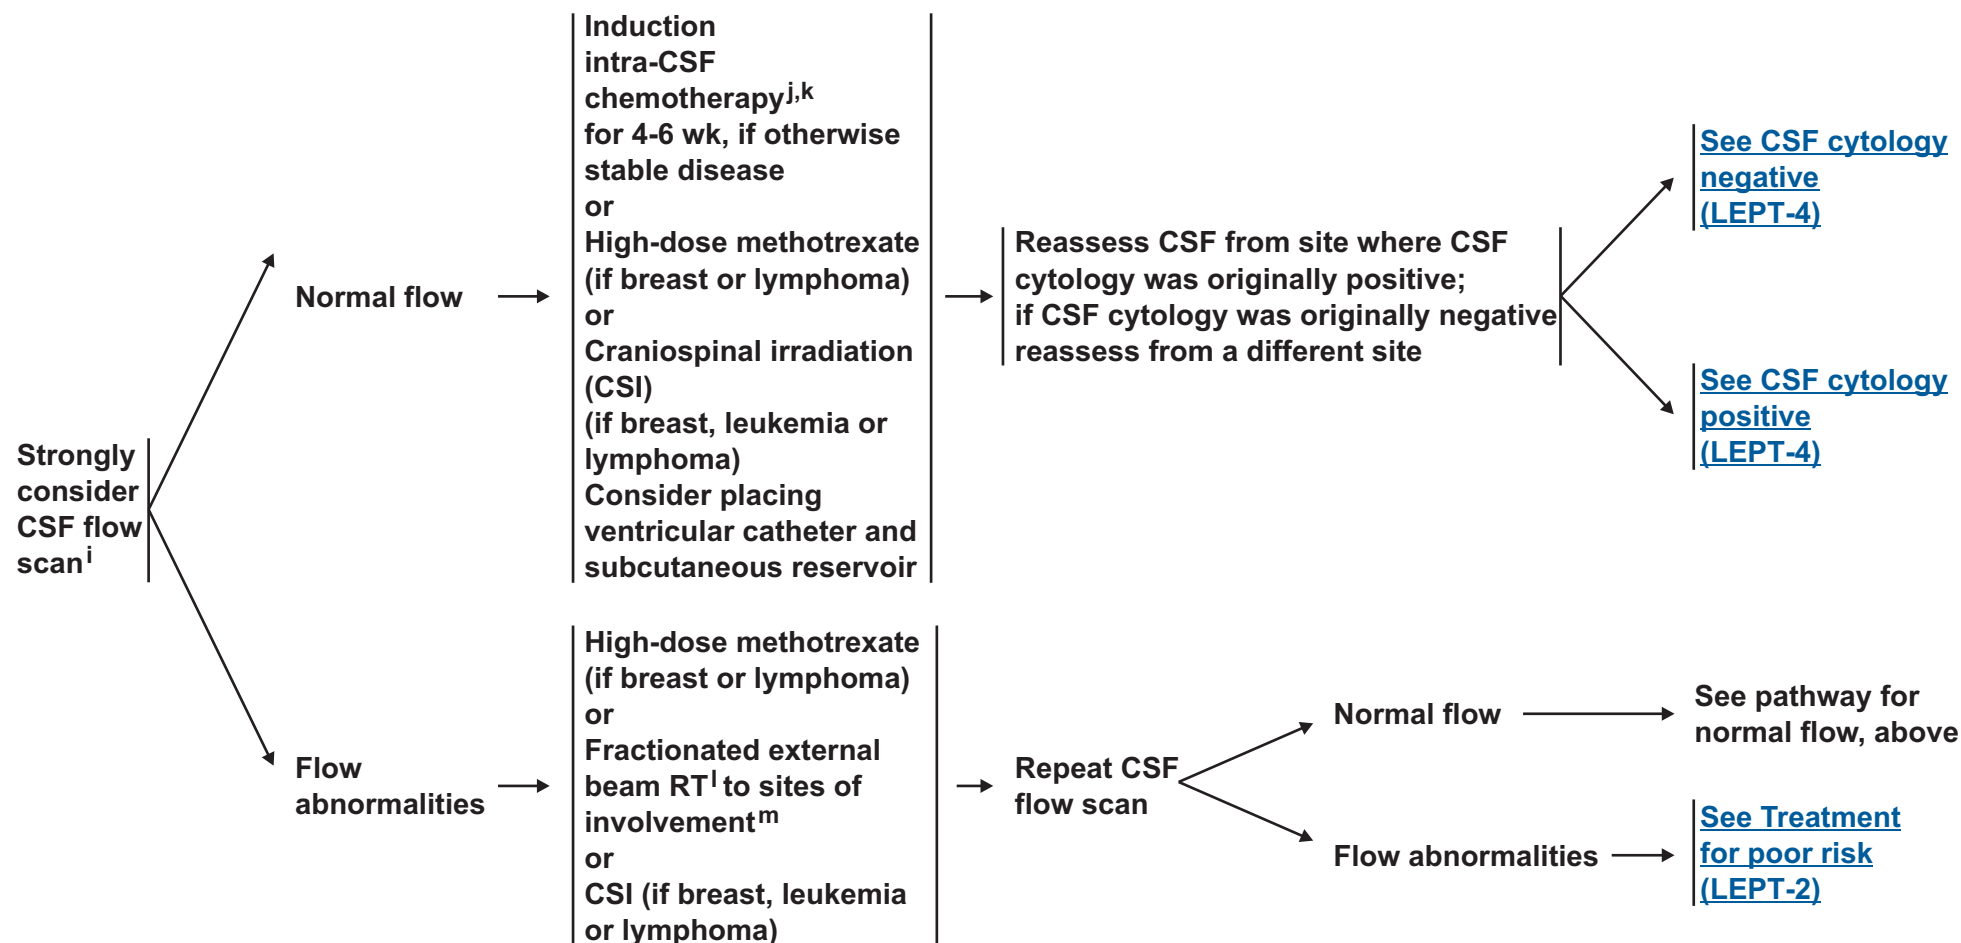 Strongly
consider
CSF flow
scan i
Normal flow
Induction
intra-CSF
chemotherapy j,k
for 4-6 wk, if otherwise
stable disease
or
High-dose methotrexate
(if breast or lymphoma)
or
Craniospinal irradiation
(CSI)
(if breast, leukemia or
lymphoma)
Consider placing
ventricular catheter and
subcutaneous reservoir
Reassess CSF from site where CSF
cytology was originally positive;
if CSF cytology was originally negative
reassess from a different site
See CSF cytology
negative
(LEPT-4)
See CSF cytology
positive
(LEPT-4)
Flow
abnormalities
High-dose methotrexate
(if breast or lymphoma)
or
Fractionated external
beam RT l to sites of
involvement m
or
CSI (if breast, leukemia
or lymphoma)
Repeat CSF
flow scan
Normal flow
See pathway for
normal flow, above
Flow abnormalities
See Treatment
for poor risk
(LEPT-2)